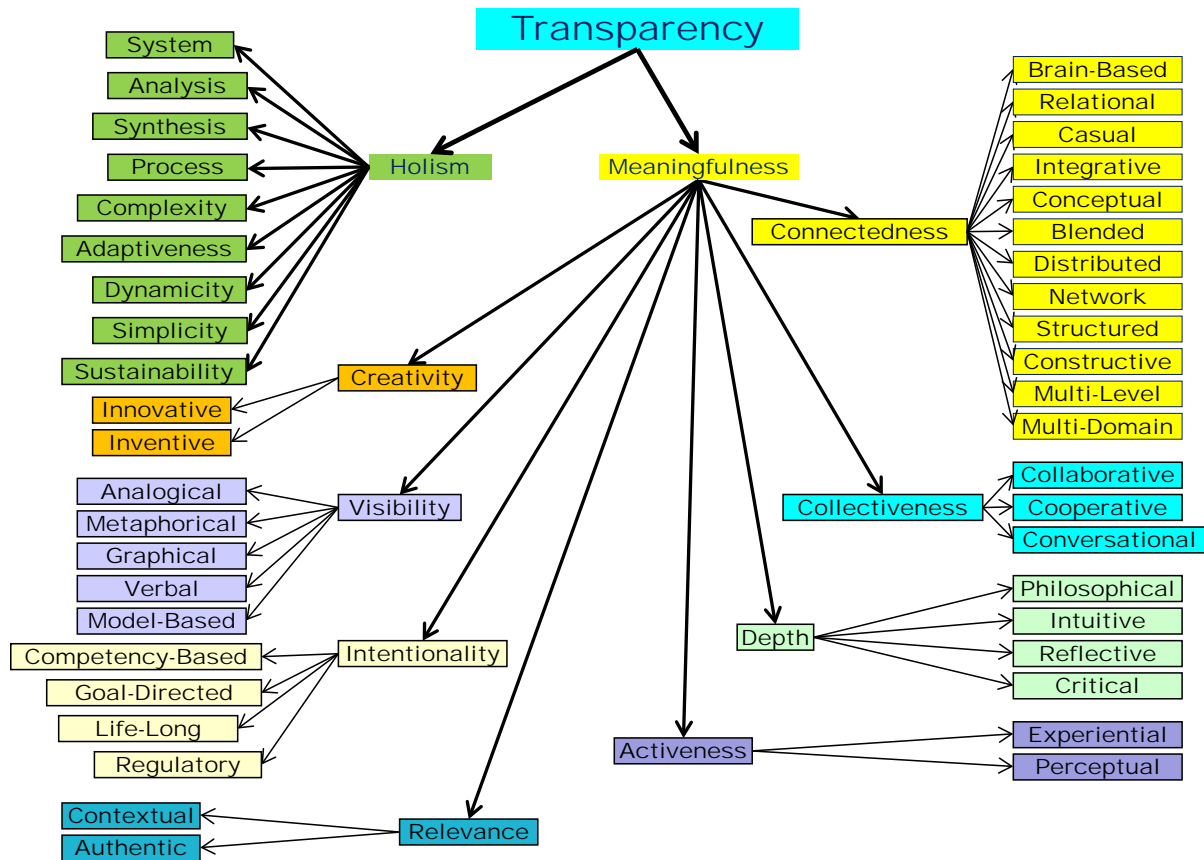 Transparency
Holism
System
Analysis
Synthesis
Process
Complexity
Adaptiveness
Dynamicity
Simplicity
Sustainability
Meaningfulness
Connectedness
Brain-Based
Relational
Casual
Integrative
Conceptual
Blended
Distributed
Network
Structured
Constructive
Multi-Level
Multi-Domain
Creativity
Innovative
Inventive
Visibility
Analogical
Metaphorical
Graphical
Verbal
Model-Based
Collectiveness
Collaborative
Cooperative
Conversational
Depth
Philosophical
Intuitive
Reflective
Critical
Intentionality
Competency-Based
Goal-Directed
Life-Long
Regulatory
Activeness
Experiential
Perceptual
Relevance
Contextual
Authentic